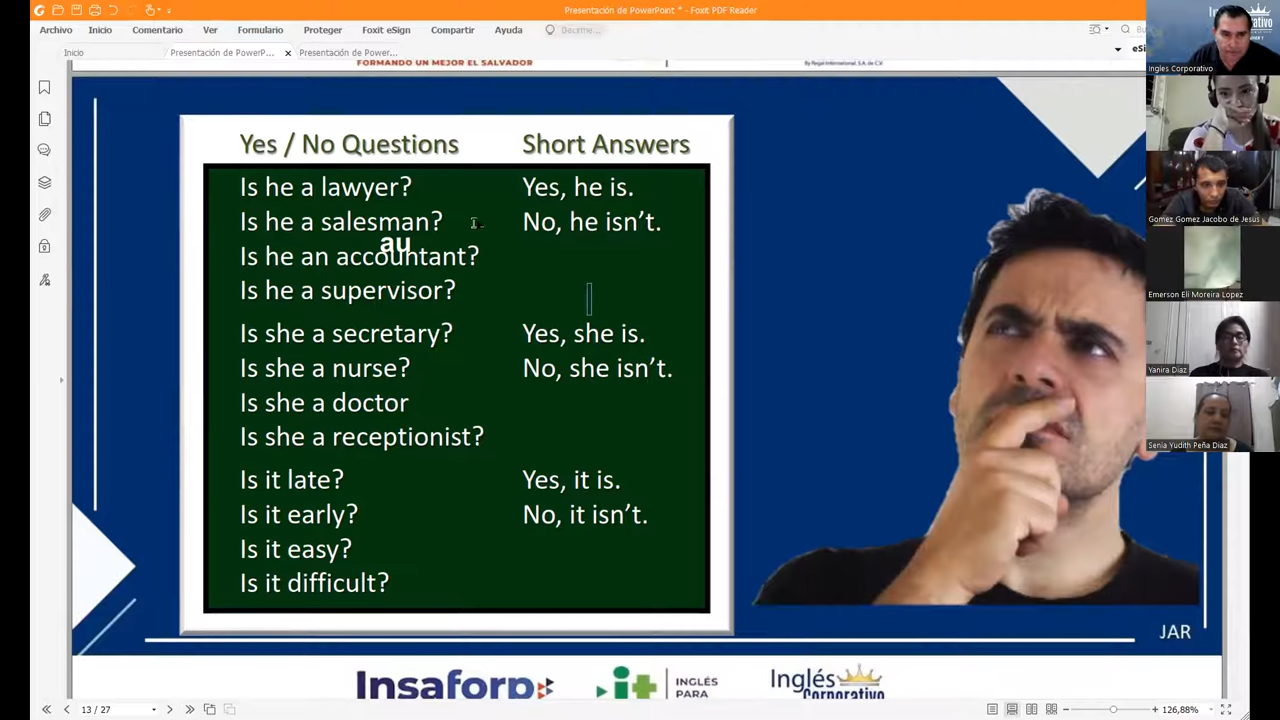 Presentación de PowerPoint * - Foxit PDF Reader
Archivo Inicio Comentario Ver Formulario Proteger Foxit eSign Compartir Ayuda
Inicio Presentación de PowerP... × Presentación de Power...
FORMANDO UN MEJOR EL SALVADOR
Yes / No Questions Short Answers
Is he a lawyer? Yes, he is.
Is he a salesman? No, he isn't.
au
Is he an accountant?
Is he a supervisor?
Is she a secretary? Yes, she is.
Is she a nurse? No, she isn't.
Is she a doctor
Is she a receptionist?
Is it late? Yes, it is.
Is it early? No, it isn't.
Is it easy?
Is it difficult?
JAR
Insaforp it INGLÉS PARA Inglés Corporativo
13 / 27 126,88%
Ingles Corporativo
Gomez Gomez Jacobo de Jesus
Emerson Eli Moreira Lopez
Yanira Diaz
Senia Yudith Peña Diaz